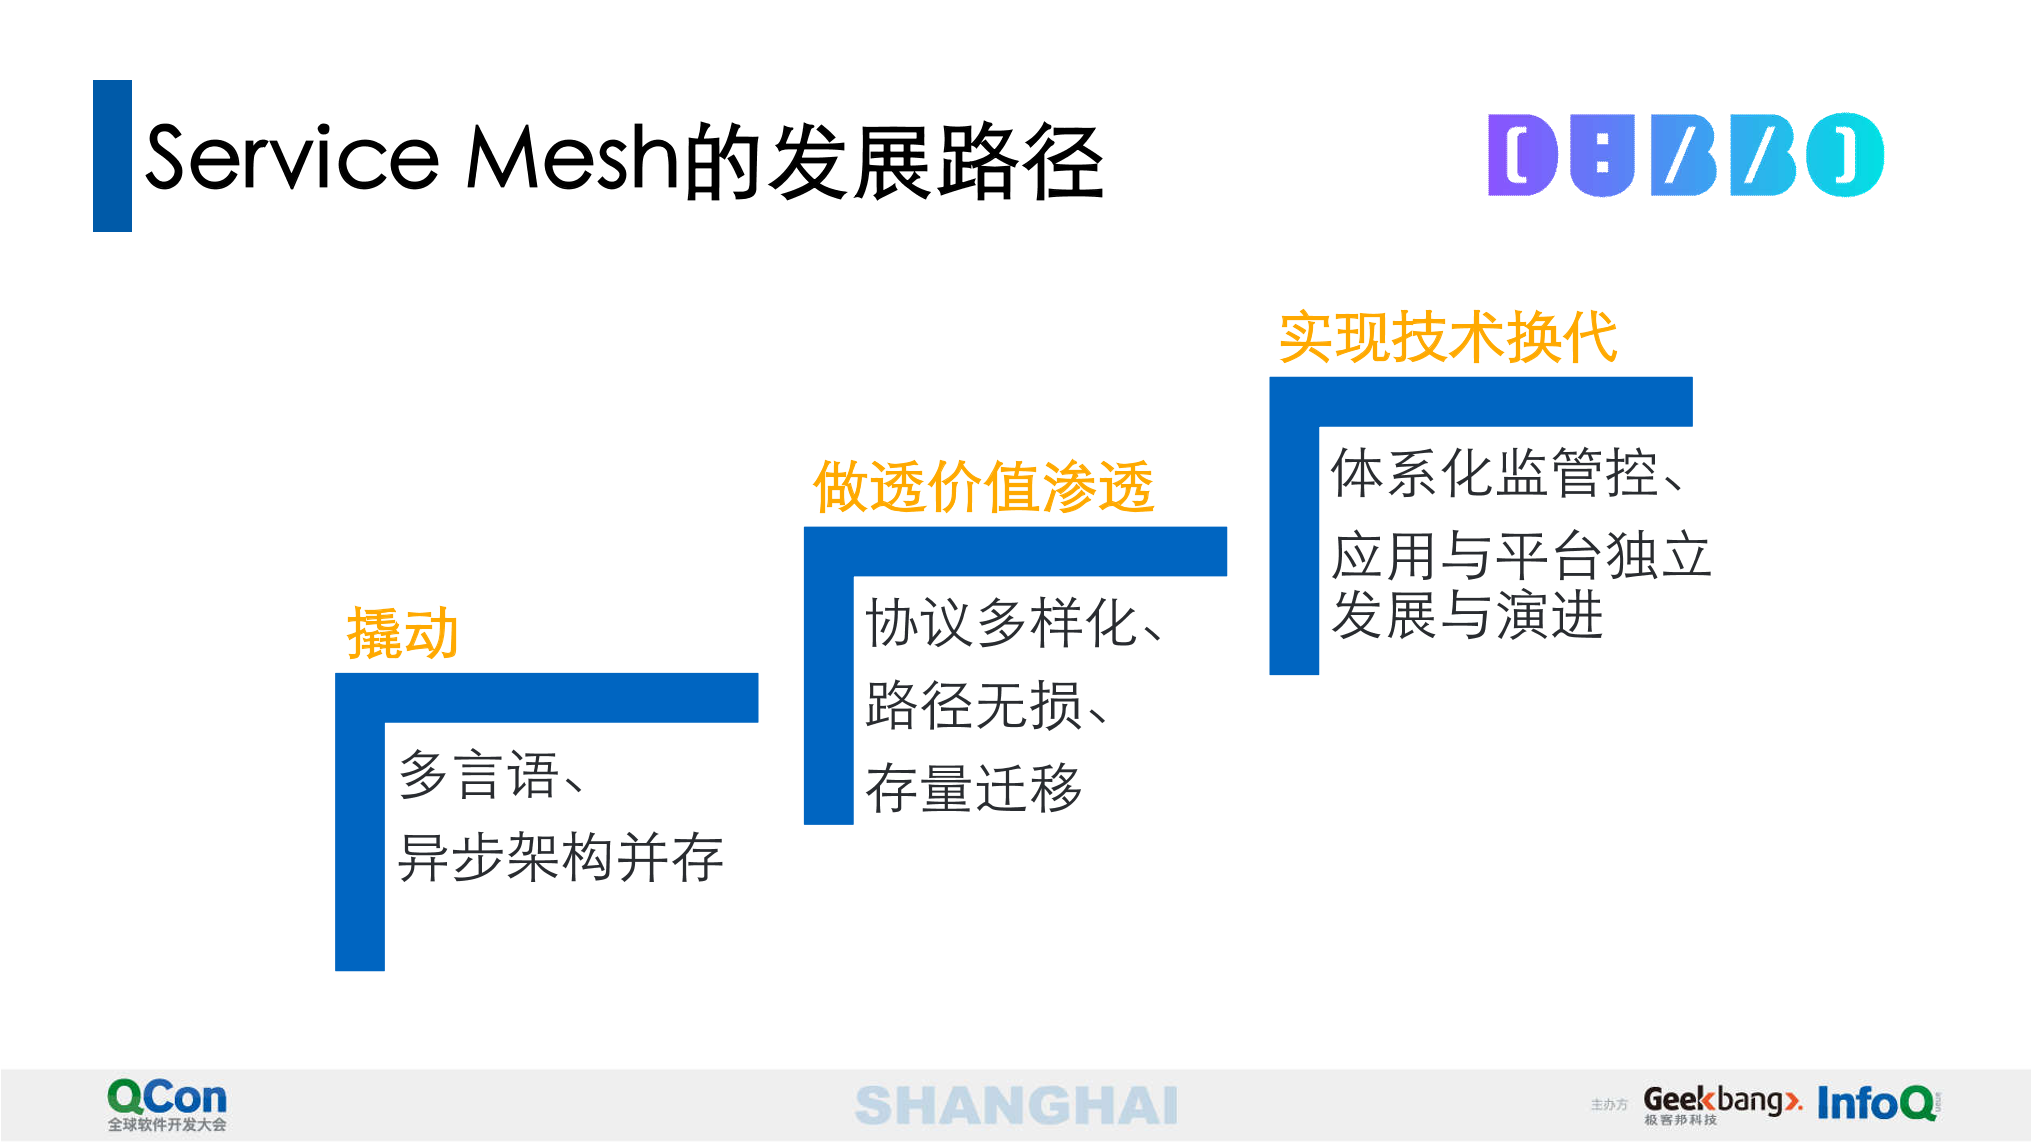 Service Mesh的发展路径
DUBBO
撬动
多言语、
异步架构并存
做透价值渗透
协议多样化、
路径无损、
存量迁移
实现技术换代
体系化监管控、
应用与平台独立
发展与演进
QCon
全球软件开发大会
SHANGHAI
主办方
Geekbang>.
极客邦科技
InfoQ